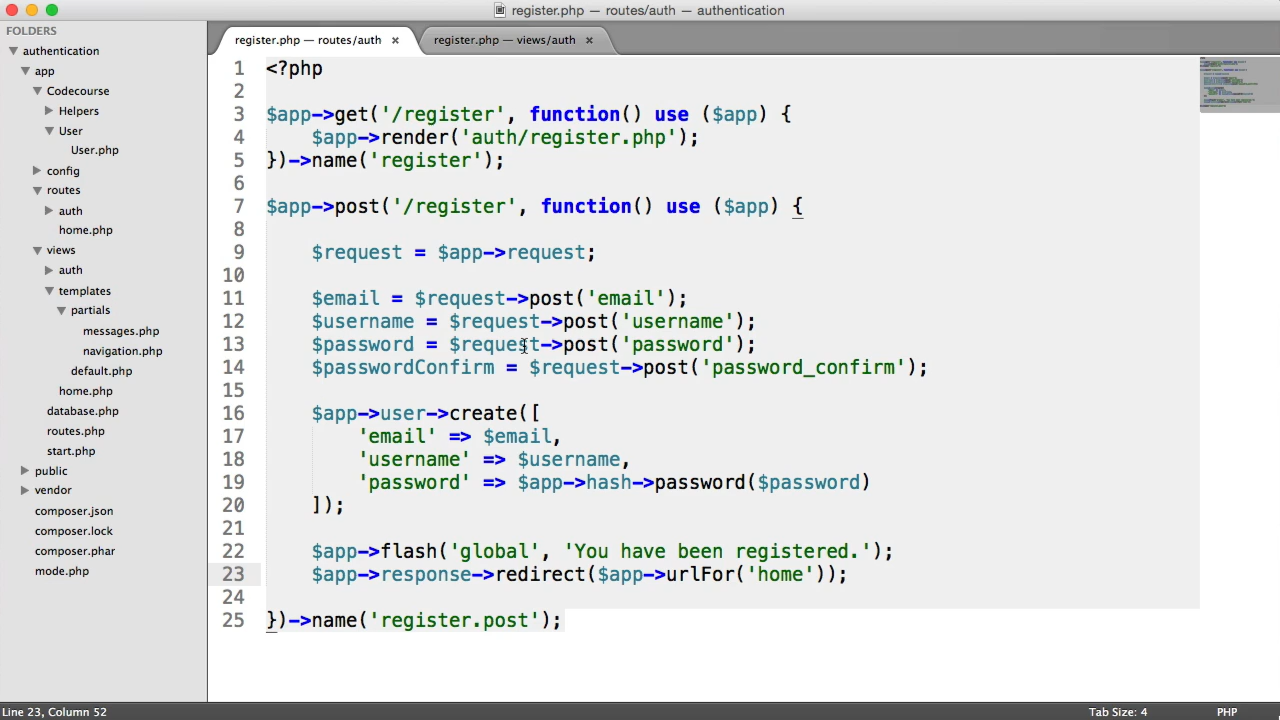 register.php — routes/auth — authentication
FOLDERS
authentication
app
Codecourse
Helpers
User
User.php
config
routes
auth
home.php
views
auth
templates
partials
messages.php
navigation.php
default.php
home.php
database.php
routes.php
start.php
public
vendor
composer.json
composer.lock
composer.phar
mode.php
register.php — routes/auth ×
register.php — views/auth ×
1 <?php
2
3 $app->get('/register', function() use ($app) {
4     $app->render('auth/register.php');
5 })->name('register');
6
7 $app->post('/register', function() use ($app) {
8
9     $request = $app->request;
10
11     $email = $request->post('email');
12     $username = $request->post('username');
13     $password = $request->post('password');
14     $passwordConfirm = $request->post('password_confirm');
15
16     $app->user->create([
17         'email' => $email,
18         'username' => $username,
19         'password' => $app->hash->password($password)
20     ]);
21
22     $app->flash('global', 'You have been registered.');
23     $app->response->redirect($app->urlFor('home'));
24
25 })->name('register.post');
Line 23, Column 52
Tab Size: 4
PHP